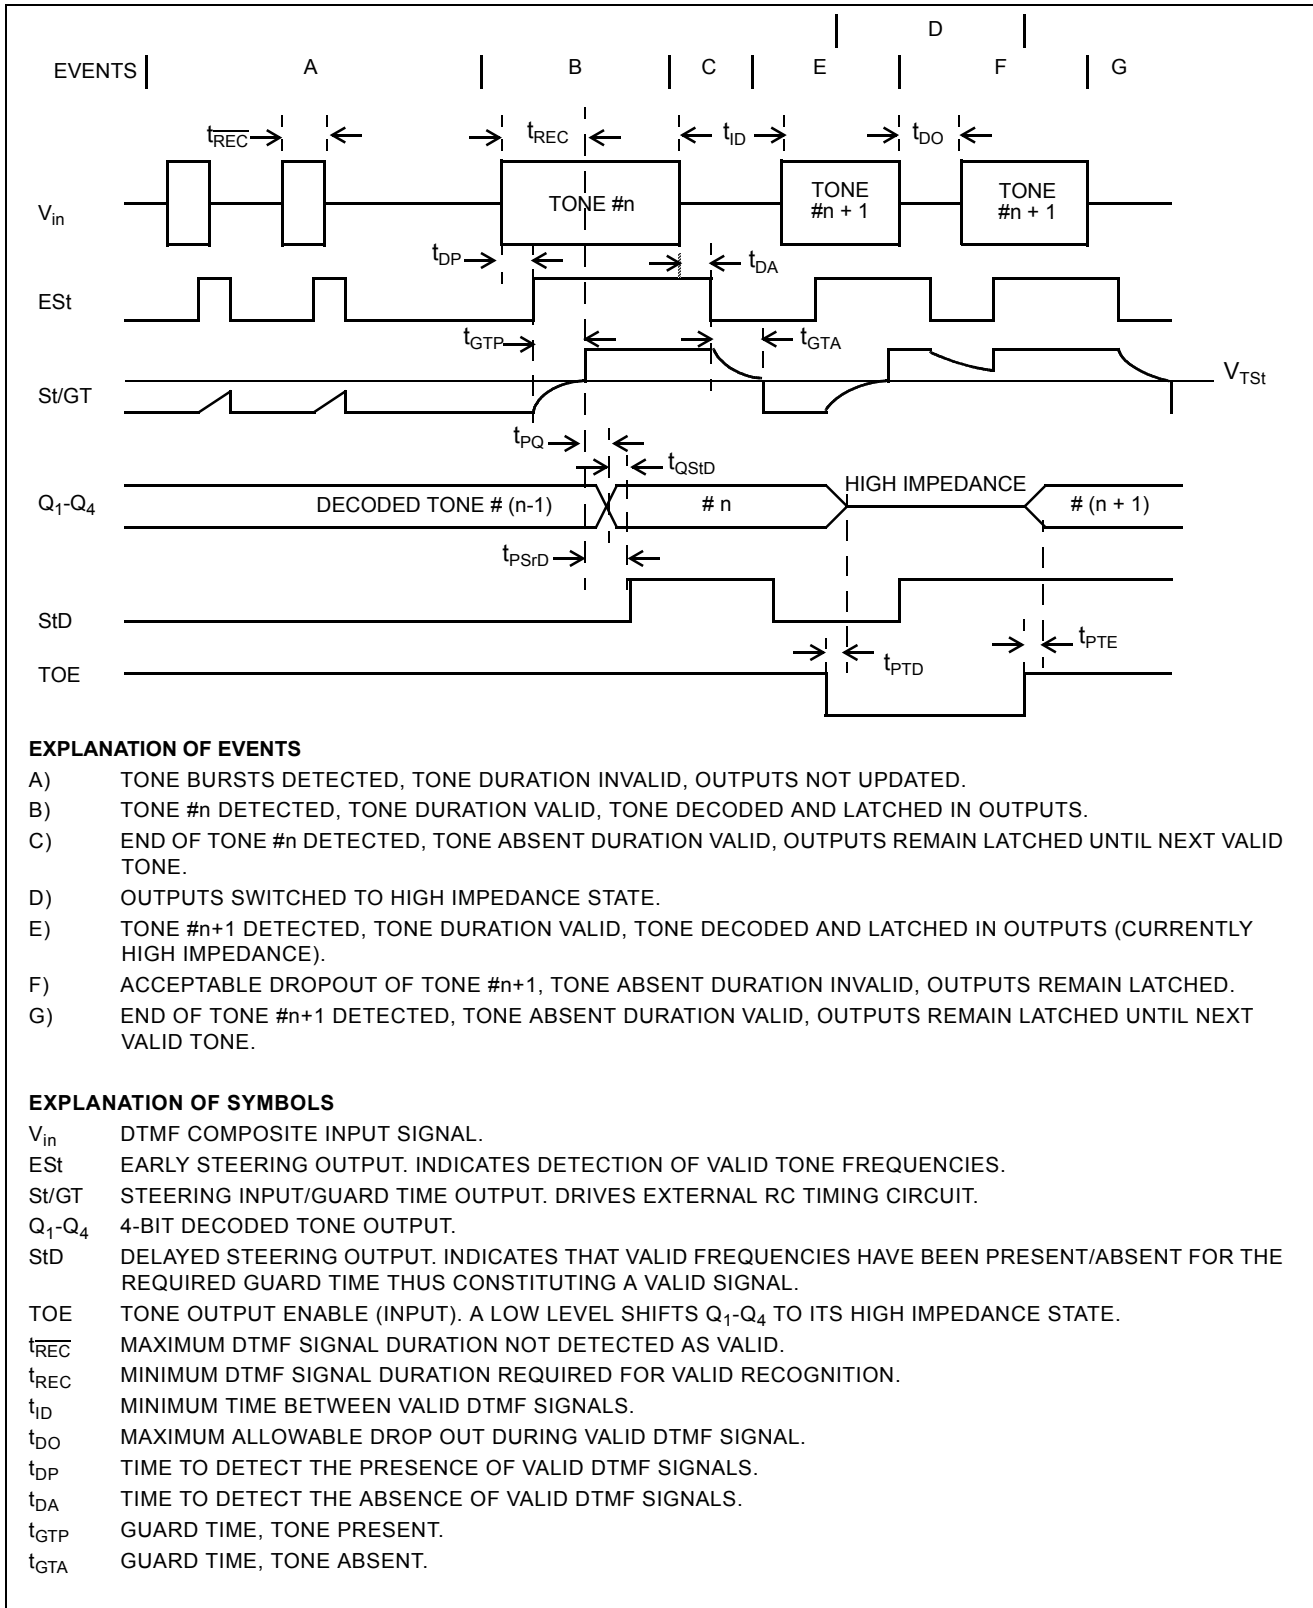 D
EVENTS A B C E F G
tREC tREC tID tDO
Vin TONE #n TONE #n + 1 TONE #n + 1
tDP tDA
ESt
tGTP tGTA
VTSt
St/GT
tPQ
tQStD
HIGH IMPEDANCE
Q1-Q4 DECODED TONE # (n-1) # n # (n + 1)
tPSrD
StD
tPTE
tPTD
TOE
EXPLANATION OF EVENTS
A) TONE BURSTS DETECTED, TONE DURATION INVALID, OUTPUTS NOT UPDATED.
B) TONE #n DETECTED, TONE DURATION VALID, TONE DECODED AND LATCHED IN OUTPUTS.
C) END OF TONE #n DETECTED, TONE ABSENT DURATION VALID, OUTPUTS REMAIN LATCHED UNTIL NEXT VALID
TONE.
D) OUTPUTS SWITCHED TO HIGH IMPEDANCE STATE.
E) TONE #n+1 DETECTED, TONE DURATION VALID, TONE DECODED AND LATCHED IN OUTPUTS (CURRENTLY
HIGH IMPEDANCE).
F) ACCEPTABLE DROPOUT OF TONE #n+1, TONE ABSENT DURATION INVALID, OUTPUTS REMAIN LATCHED.
G) END OF TONE #n+1 DETECTED, TONE ABSENT DURATION VALID, OUTPUTS REMAIN LATCHED UNTIL NEXT
VALID TONE.
EXPLANATION OF SYMBOLS
Vin DTMF COMPOSITE INPUT SIGNAL.
ESt EARLY STEERING OUTPUT. INDICATES DETECTION OF VALID TONE FREQUENCIES.
St/GT STEERING INPUT/GUARD TIME OUTPUT. DRIVES EXTERNAL RC TIMING CIRCUIT.
Q1-Q4 4-BIT DECODED TONE OUTPUT.
StD DELAYED STEERING OUTPUT. INDICATES THAT VALID FREQUENCIES HAVE BEEN PRESENT/ABSENT FOR THE
REQUIRED GUARD TIME THUS CONSTITUTING A VALID SIGNAL.
TOE TONE OUTPUT ENABLE (INPUT). A LOW LEVEL SHIFTS Q1-Q4 TO ITS HIGH IMPEDANCE STATE.
tREC MAXIMUM DTMF SIGNAL DURATION NOT DETECTED AS VALID.
tREC MINIMUM DTMF SIGNAL DURATION REQUIRED FOR VALID RECOGNITION.
tID MINIMUM TIME BETWEEN VALID DTMF SIGNALS.
tDO MAXIMUM ALLOWABLE DROP OUT DURING VALID DTMF SIGNAL.
tDP TIME TO DETECT THE PRESENCE OF VALID DTMF SIGNALS.
tDA TIME TO DETECT THE ABSENCE OF VALID DTMF SIGNALS.
tGTP GUARD TIME, TONE PRESENT.
tGTA GUARD TIME, TONE ABSENT.